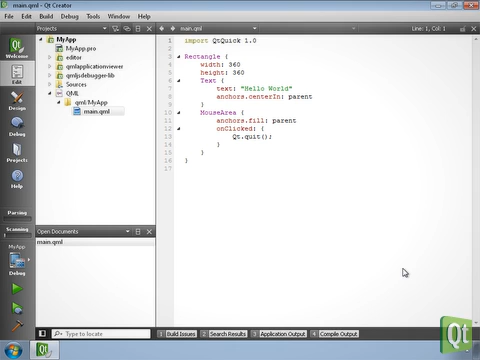 main.qml - Qt Creator
File Edit Build Debug Tools Window Help
Projects
main.qml
Line: 1, Col: 1
Welcome
Edit
Design
Debug
Projects
Help
Parsing
Scanning
MyApp
Debug
MyApp
MyApp.pro
editor
qmlapplicationviewer
qmljsdebugger-lib
Sources
QML
qml/MyApp
main.qml
Open Documents
main.qml
1 import QtQuick 1.0
2
3 Rectangle {
4 width: 360
5 height: 360
6 Text {
7 text: "Hello World"
8 anchors.centerIn: parent
9 }
10 MouseArea {
11 anchors.fill: parent
12 onClicked: {
13 Qt.quit();
14 }
15 }
16 }
17
Type to locate
1 Build Issues
2 Search Results
3 Application Output
4 Compile Output
Qt